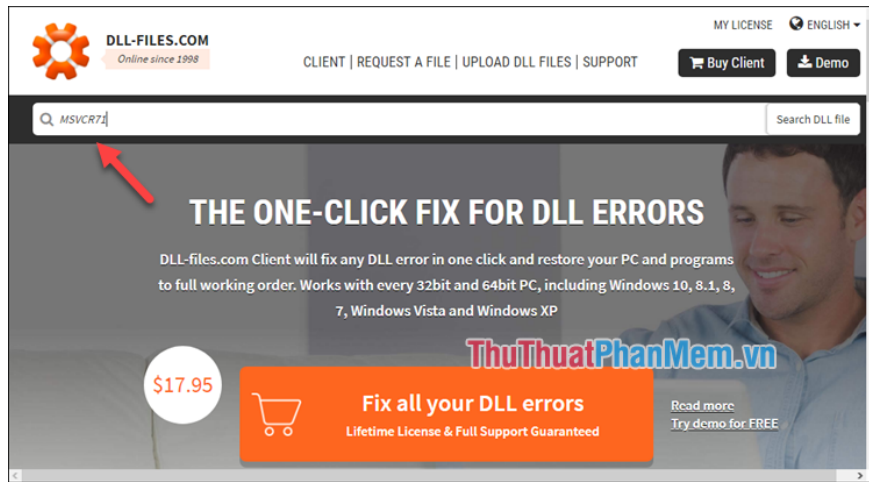 MY LICENSE ENGLISH
DLL-FILES.COM
Online since 1998
CLIENT | REQUEST A FILE | UPLOAD DLL FILES | SUPPORT
Buy Client
Demo
MSVCR71
Search DLL file
THE ONE-CLICK FIX FOR DLL ERRORS
DLL-files.com Client will fix any DLL error in one click and restore your PC and programs
to full working order. Works with every 32bit and 64bit PC, including Windows 10, 8.1, 8,
7, Windows Vista and Windows XP
ThuThuatPhanMem.vn
$17.95
Fix all your DLL errors
Lifetime License & Full Support Guaranteed
Read more
Try demo for FREE